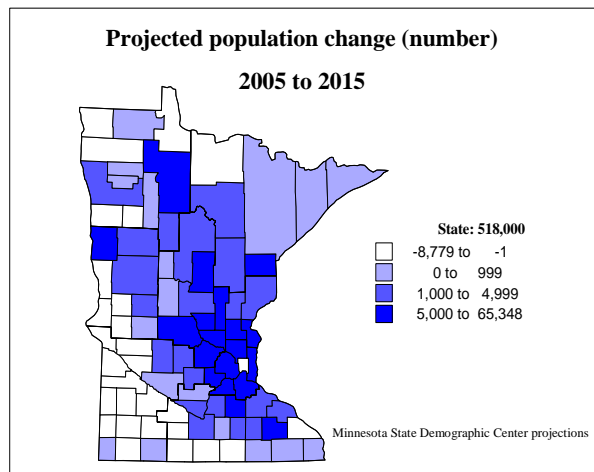 Projected population change (number)
2005 to 2015
State: 518,000
-8,779 to -1
0 to 999
1,000 to 4,999
5,000 to 65,348
Minnesota State Demographic Center projections